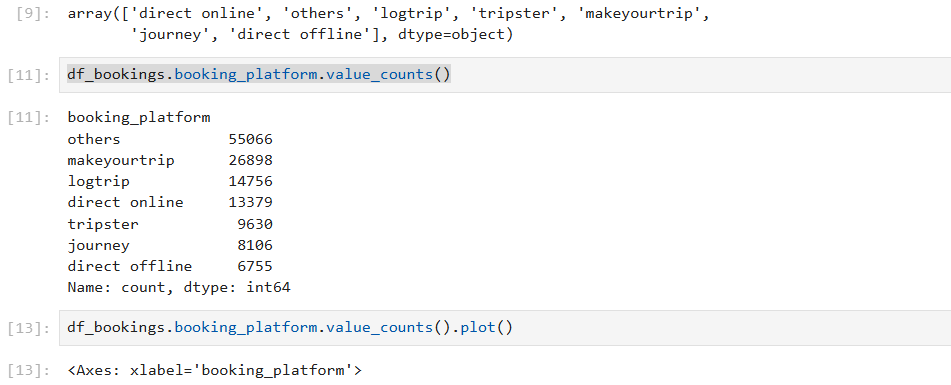 [9]: array(['direct online', 'others', 'logtrip', 'tripster', 'makeyourtrip',
'journey', 'direct offline'], dtype=object)
[11]: df_bookings.booking_platform.value_counts()
[11]: booking_platform
others 55066
makeyourtrip 26898
logtrip 14756
direct online 13379
tripster 9630
journey 8106
direct offline 6755
Name: count, dtype: int64
[13]: df_bookings.booking_platform.value_counts().plot()
[13]: <Axes: xlabel='booking_platform'>